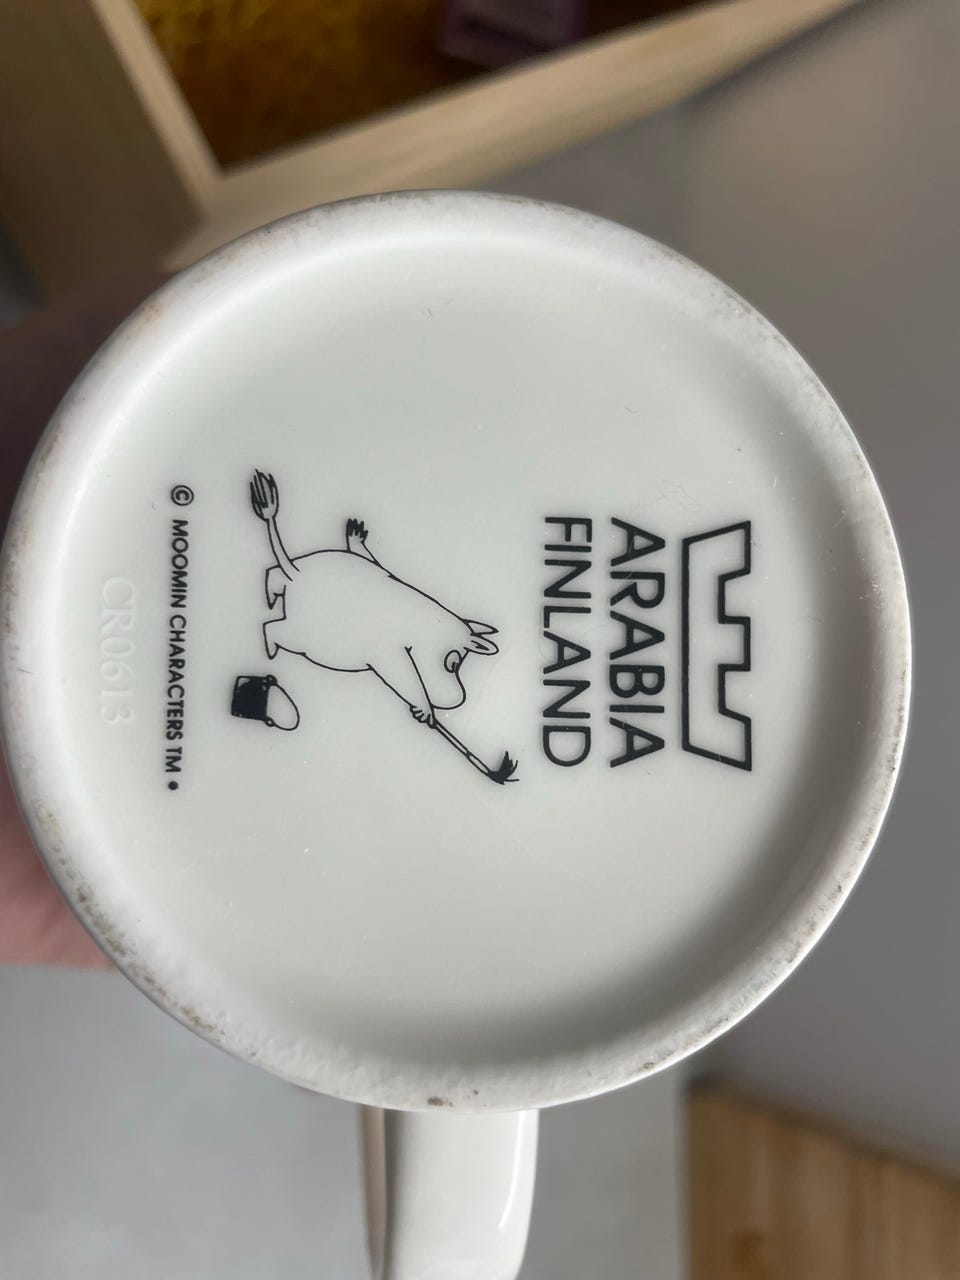 ARABIA
FINLAND
© MOOMIN CHARACTERS TM •
CR0613